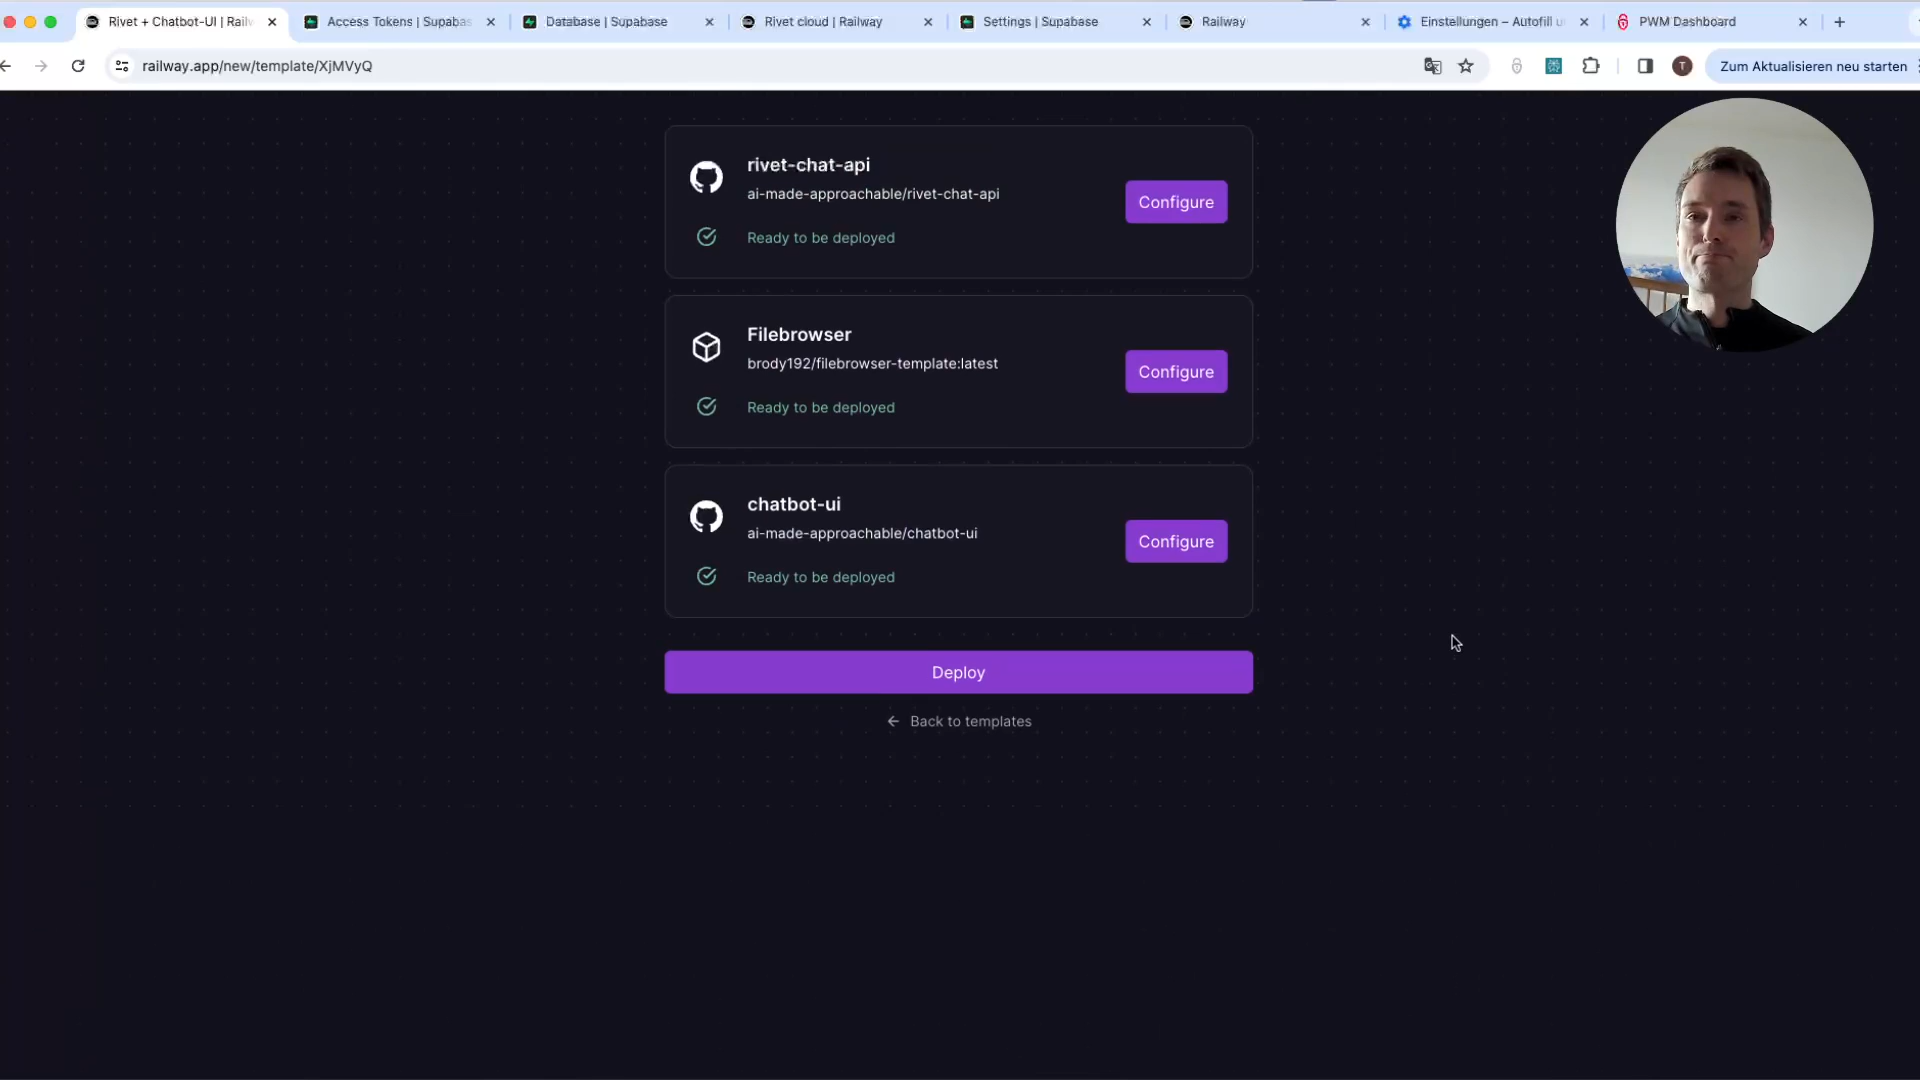 Rivet + Chatbot-UI | Railw
Access Tokens | Supabas
Database | Supabase
Rivet cloud | Railway
Settings | Supabase
Railway
Einstellungen – Autofill u
PWM Dashboard
railway.app/new/template/XjMVyQ
T
Zum Aktualisieren neu starten
rivet-chat-api
ai-made-approachable/rivet-chat-api
Configure
Ready to be deployed
Filebrowser
brody192/filebrowser-template:latest
Configure
Ready to be deployed
chatbot-ui
ai-made-approachable/chatbot-ui
Configure
Ready to be deployed
Deploy
Back to templates